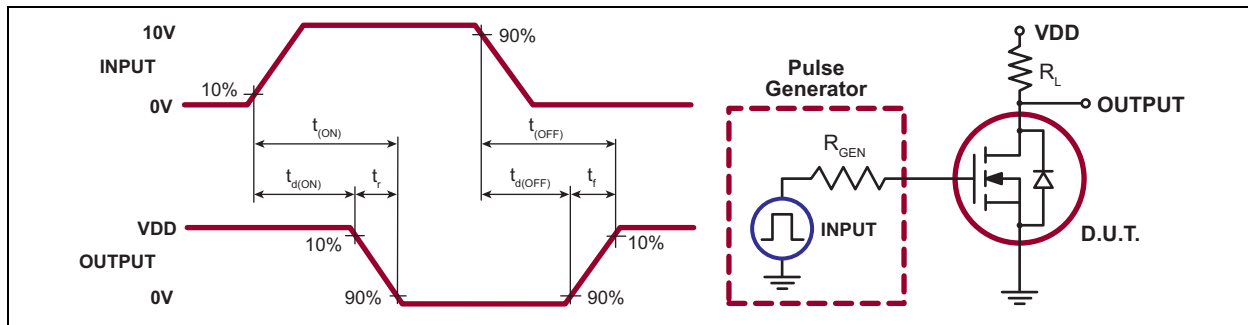 10V
INPUT
0V
10%
90%
t(ON)
t(OFF)
td(ON)
tr
td(OFF)
tf
VDD
OUTPUT
0V
10%
90%
90%
10%
Pulse
Generator
RGEN
INPUT
VDD
RL
OUTPUT
D.U.T.